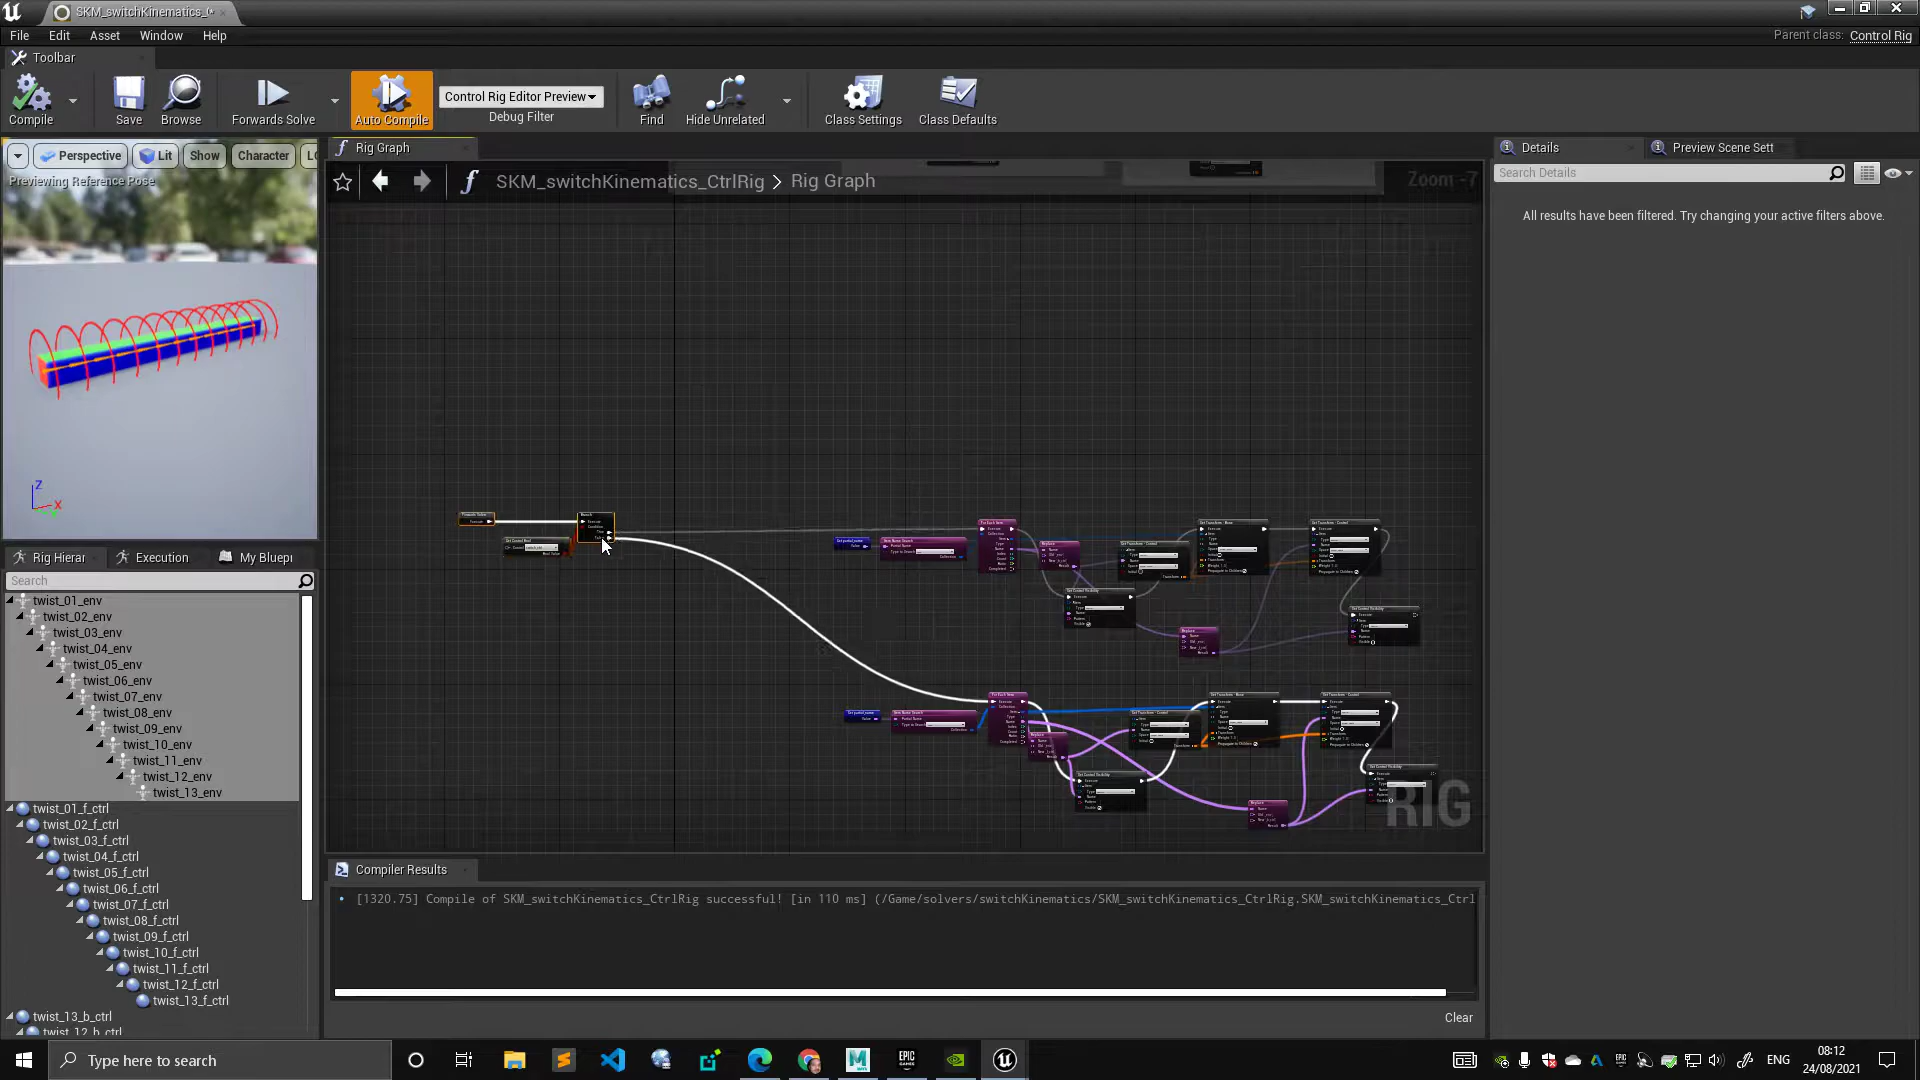 SKM_switchKinematics_
File Edit Asset Window Help
Parent class: Control Rig
Toolbar
Compile
Save
Browse
Forwards Solve
Auto Compile
Control Rig Editor Preview
Debug Filter
Find
Hide Unrelated
Class Settings
Class Defaults
Perspective
Lit
Show
Character
Previewing Reference Pose
Z
X
Rig Graph
SKM_switchKinematics_CtrlRig > Rig Graph
Zoom -7
RIG
Details
Preview Scene Sett
Search Details
All results have been filtered. Try changing your active filters above.
Rig Hierar
Execution
My Bluepi
Search
twist_01_env
twist_02_env
twist_03_env
twist_04_env
twist_05_env
twist_06_env
twist_07_env
twist_08_env
twist_09_env
twist_10_env
twist_11_env
twist_12_env
twist_13_env
twist_01_f_ctrl
twist_02_f_ctrl
twist_03_f_ctrl
twist_04_f_ctrl
twist_05_f_ctrl
twist_06_f_ctrl
twist_07_f_ctrl
twist_08_f_ctrl
twist_09_f_ctrl
twist_10_f_ctrl
twist_11_f_ctrl
twist_12_f_ctrl
twist_13_f_ctrl
twist_13_b_ctrl
twist_12_b_ctrl
Compiler Results
[1320.75] Compile of SKM_switchKinematics_CtrlRig successful! [in 110 ms] (/Game/solvers/switchKinematics/SKM_switchKinematics_CtrlRig.SKM_switchKinematics_Ctrl
Clear
Type here to search
ENG
08:12
24/08/2021